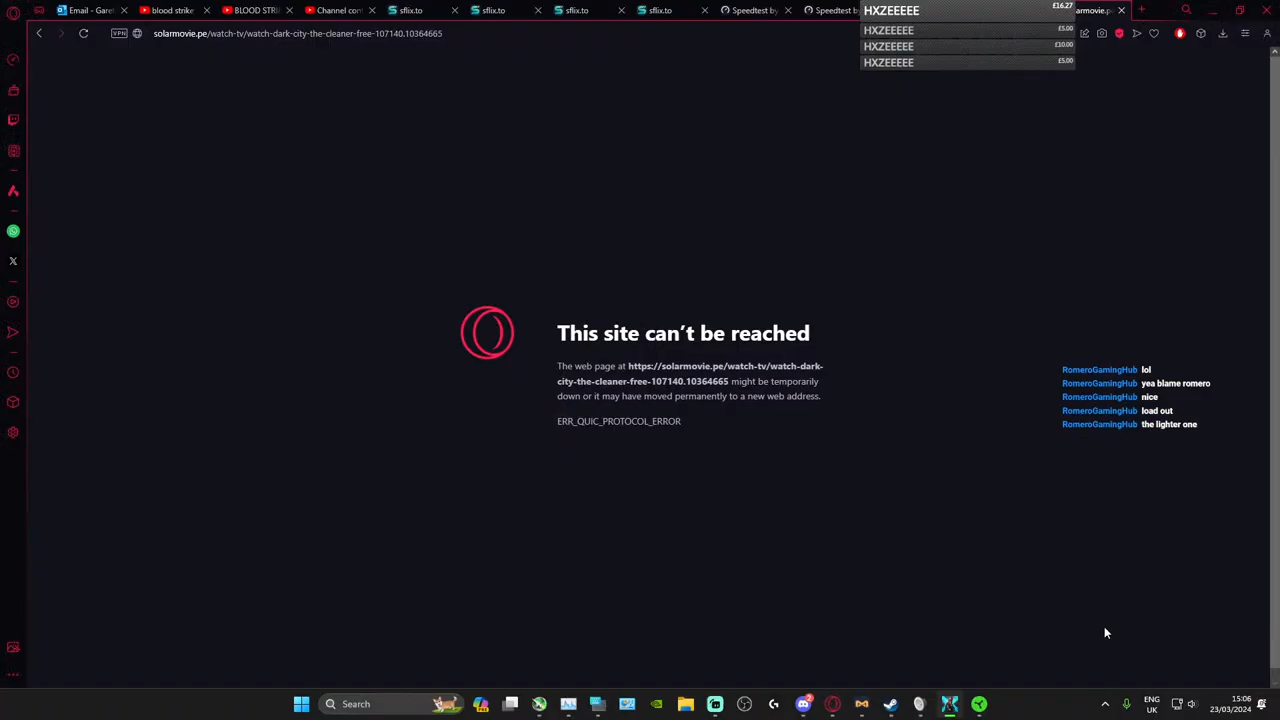 Email - Garet
blood strike
BLOOD STRI
Channel con
sflix.to
sflix.to
sflix.to
sflix.to
Speedtest by
Speedtest by
olarmovie.pe
HXZEEEEE £16.27
HXZEEEEE £5.00
HXZEEEEE £10.00
HXZEEEEE £5.00
VPN
solarmovie.pe/watch-tv/watch-dark-city-the-cleaner-free-107140.10364665
This site can’t be reached
The web page at https://solarmovie.pe/watch-tv/watch-dark-
city-the-cleaner-free-107140.10364665 might be temporarily
down or it may have moved permanently to a new web address.
ERR_QUIC_PROTOCOL_ERROR
RomeroGamingHub lol
RomeroGamingHub yea blame romero
RomeroGamingHub nice
RomeroGamingHub load out
RomeroGamingHub the lighter one
Search
ENG
UK
15:06
23/03/2024